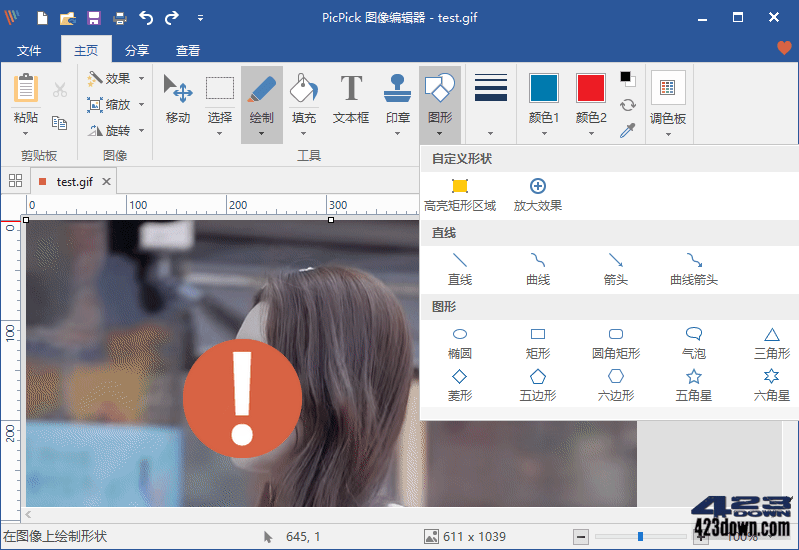 PicPick 图像编辑器 - test.gif
文件 主页 分享 查看
粘贴 效果 缩放 旋转 移动 选择 绘制 填充 文本框 印章 图形 颜色1 颜色2 调色板
剪贴板 图像 工具
自定义形状
test.gif
高亮矩形区域 放大效果
0 100 200 300
直线
直线 曲线 箭头 曲线箭头
图形
椭圆 矩形 圆角矩形 气泡 三角形
菱形 五边形 六边形 五角星 六角星
0
100
200
!
423
DOWN
423down.com
在图像上绘制形状 645, 1 611 x 1039 100%